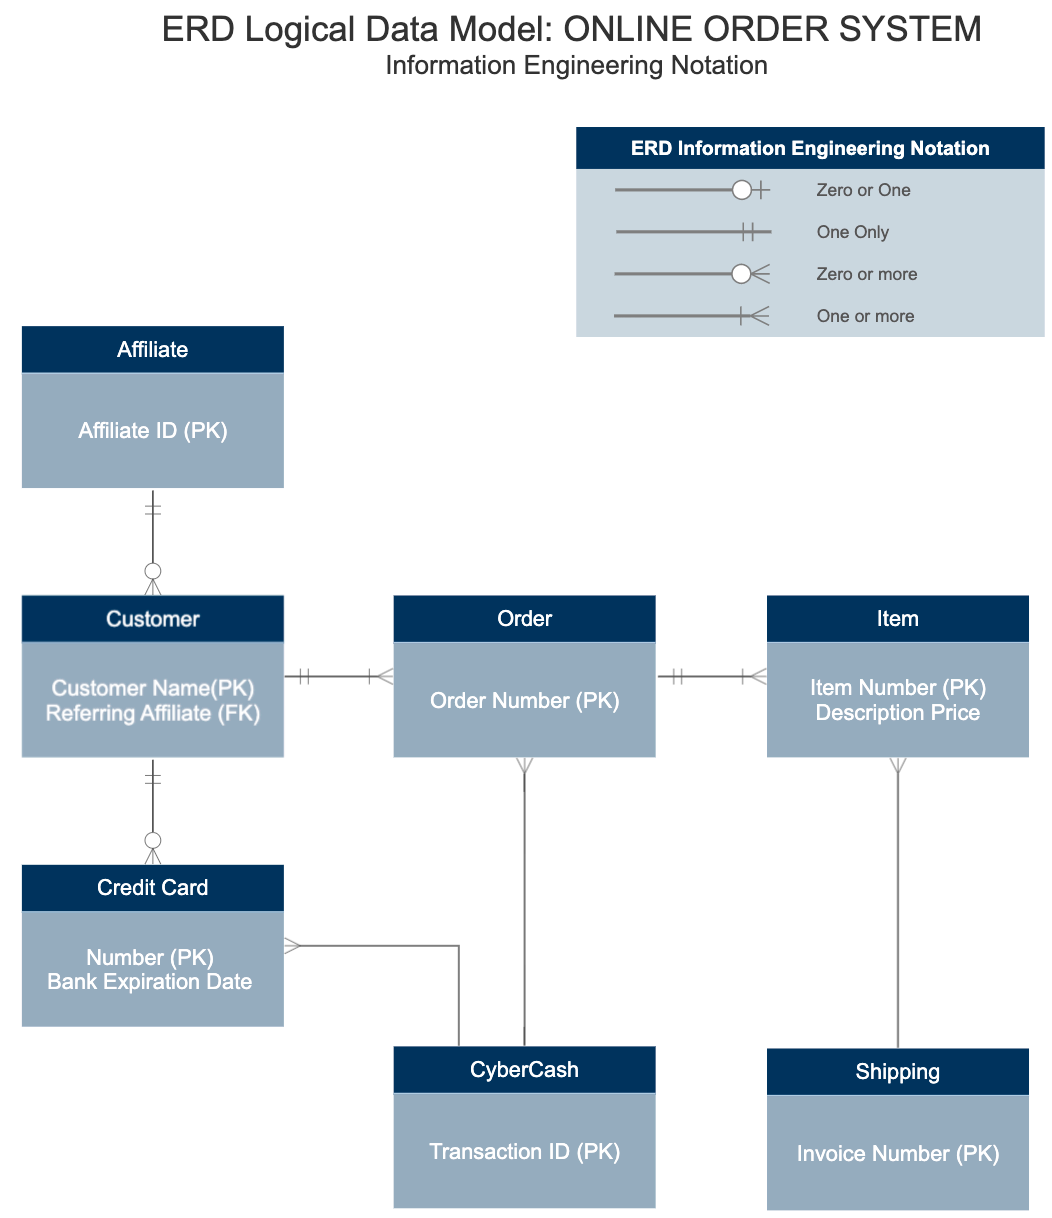 ERD Logical Data Model: ONLINE ORDER SYSTEM
Information Engineering Notation
ERD Information Engineering Notation
Zero or One
One Only
Zero or more
One or more
Affiliate
Affiliate ID (PK)
Customer
Customer Name(PK)
Referring Affiliate (FK)
Order
Order Number (PK)
Item
Item Number (PK)
Description Price
Credit Card
Number (PK)
Bank Expiration Date
CyberCash
Transaction ID (PK)
Shipping
Invoice Number (PK)